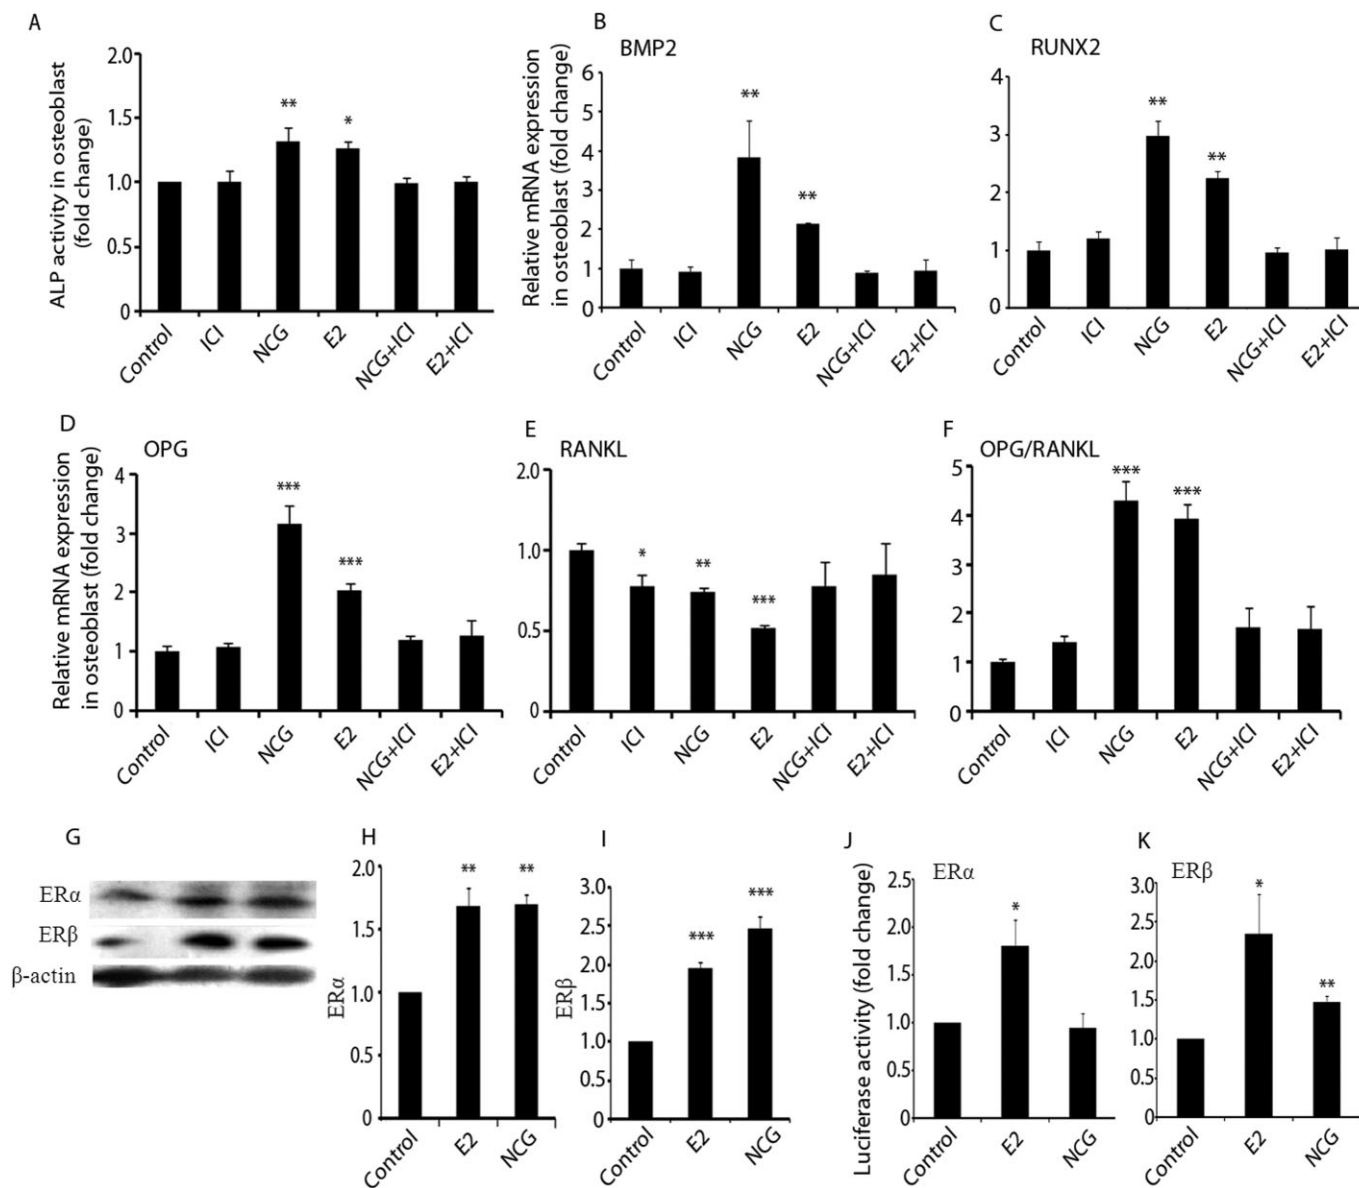 A
ALP activity in osteoblast
(fold change)
2.0
1.5
1.0
0.5
0
**
*
Control
ICI
NCG
E2
NCG+ICI
E2+ICI
B
BMP2
Relative mRNA expression
in osteoblast (fold change)
6
5
4
3
2
1
0
**
**
Control
ICI
NCG
E2
NCG+ICI
E2+ICI
C
RUNX2
4
3
2
1
0
**
**
Control
ICI
NCG
E2
NCG+ICI
E2+ICI
D
OPG
Relative mRNA expression
in osteoblast (fold change)
4
3
2
1
0
***
***
Control
ICI
NCG
E2
NCG+ICI
E2+ICI
E
RANKL
2.0
1.0
0.5
0
*
**
***
Control
ICI
NCG
E2
NCG+ICI
E2+ICI
F
OPG/RANKL
5
4
3
2
1
0
***
***
Control
ICI
NCG
E2
NCG+ICI
E2+ICI
G
ERα
ERβ
β-actin
H
ERα
2.0
1.5
1.0
0.5
0
**
**
Control
E2
NCG
I
ERβ
3.0
2.5
2.0
1.5
1.0
0.5
0
***
***
Control
E2
NCG
J
ERα
Luciferase activity (fold change)
2.5
2.0
1.5
1.0
0.5
0
*
Control
E2
NCG
K
ERβ
3.0
2.5
2.0
1.5
1.0
0.5
0
*
**
Control
E2
NCG